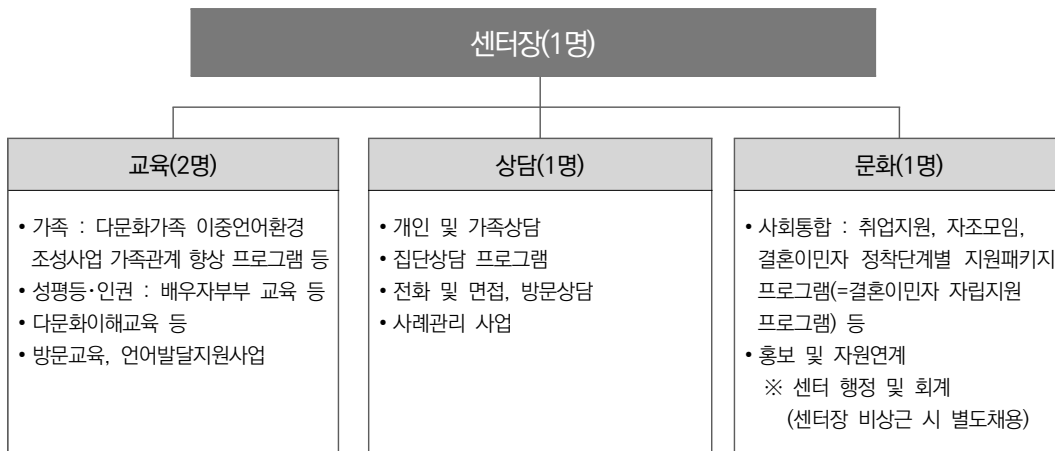 센터장(1명)
교육(2명)
• 가족 : 다문화가족 이중언어환경
조성사업 가족관계 향상 프로그램 등
• 성평등·인권 : 배우자부부 교육 등
• 다문화이해교육 등
• 방문교육, 언어발달지원사업
상담(1명)
• 개인 및 가족상담
• 집단상담 프로그램
• 전화 및 면접, 방문상담
• 사례관리 사업
문화(1명)
• 사회통합 : 취업지원, 자조모임,
결혼이민자 정착단계별 지원패키지
프로그램(=결혼이민자 자립지원
프로그램) 등
• 홍보 및 자원연계
※ 센터 행정 및 회계
(센터장 비상근 시 별도채용)